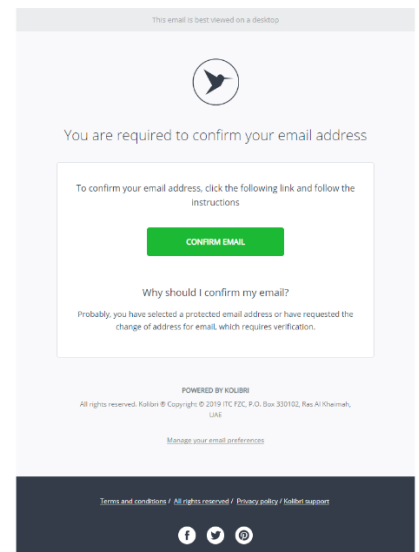 This email is best viewed on a desktop
You are required to confirm your email address
To confirm your email address, click the following link and follow the
instructions
CONFIRM EMAIL
Why should I confirm my email?
Probably, you have selected a protected email address or have requested the
change of address for email, which requires verification.
POWERED BY KOLIBRI
All rights reserved. Kolibri ® Copyright © 2019 ITC FZC, P.O. Box 330102, Ras Al Khaimah,
UAE
Manage your email preferences
Terms and conditions / All rights reserved / Privacy policy / Kolibri support